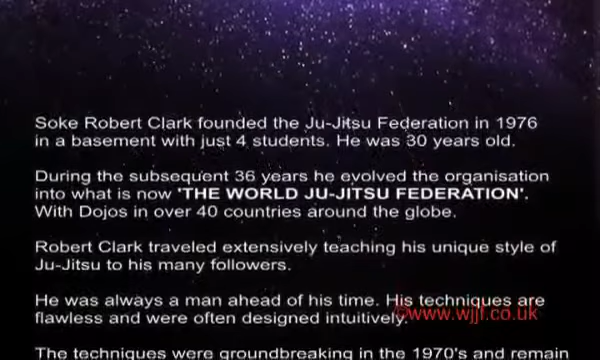 Soke Robert Clark founded the Ju-Jitsu Federation in 1976
in a basement with just 4 students. He was 30 years old.
During the subsequent 36 years he evolved the organisation
into what is now 'THE WORLD JU-JITSU FEDERATION'.
With Dojos in over 40 countries around the globe.
Robert Clark traveled extensively teaching his unique style of
Ju-Jitsu to his many followers.
He was always a man ahead of his time. His techniques are
flawless and were often designed intuitively.
©www.wjjf.co.uk
The techniques were groundbreaking in the 1970's and remain